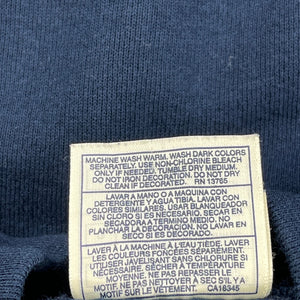 MACHINE WASH WARM. WASH DARK COLORS
SEPARATELY. USE NON-CHLORINE BLEACH
ONLY IF NEEDED. TUMBLE DRY MEDIUM.
DO NOT IRON DECORATION. DO NOT DRY
CLEAN IF DECORATED. RN 13765
LAVAR A MANO O A MAQUINA CON
DETERGENTE Y AGUA TIBIA. LAVAR CON
COLORES SIMILARES. USAR BLANQUEADOR
SIN CLORO SI ES NECESARIO. SECAR EN
SECADORA A TERMINO MEDIO. NO
PLANCHAR LA DECORACION. NO LAVAR EN
SECO SI ES DECORADO.
LAVER À LA MACHINE À L'EAU TIÈDE. LAVER
LES COULEURS FONCÉES SÉPARÉMENT.
UTILISER JAVELISANT SANS CHLORE SI
NÉCESSAIRE. SÉCHER À TEMPÉRATURE
MOYENNE. NE PAS REPASSER LE
MOTIF. NE PAS NETTOYER À SEC SI LE
VÊTEMENT A UN MOTIF. CA18345